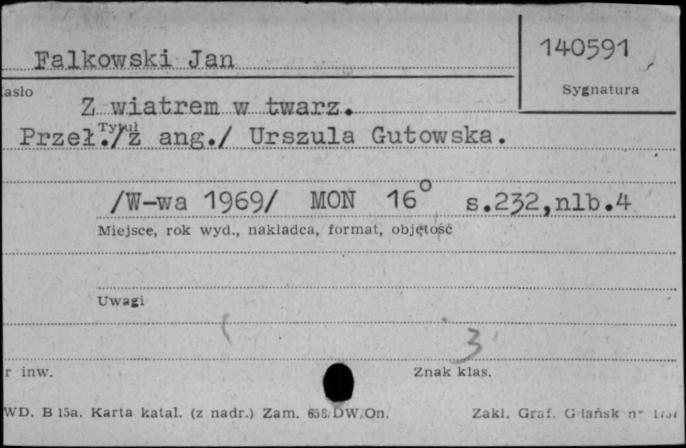 Falkowski Jan
140591
asło
Sygnatura
Z wiatrem w twarz.
Tytuł
Przeł./z ang./ Urszula Gutowska.
/W-wa 1969/ MON 16° s.232,nlb.4
Miejsce, rok wyd., nakładca, format, objętość
Uwagi
3
r inw.
Znak klas.
WD. B 15a. Karta katal. (z nadr.) Zam. 658/DW/On.
Zakł. Graf. Gdańsk nr